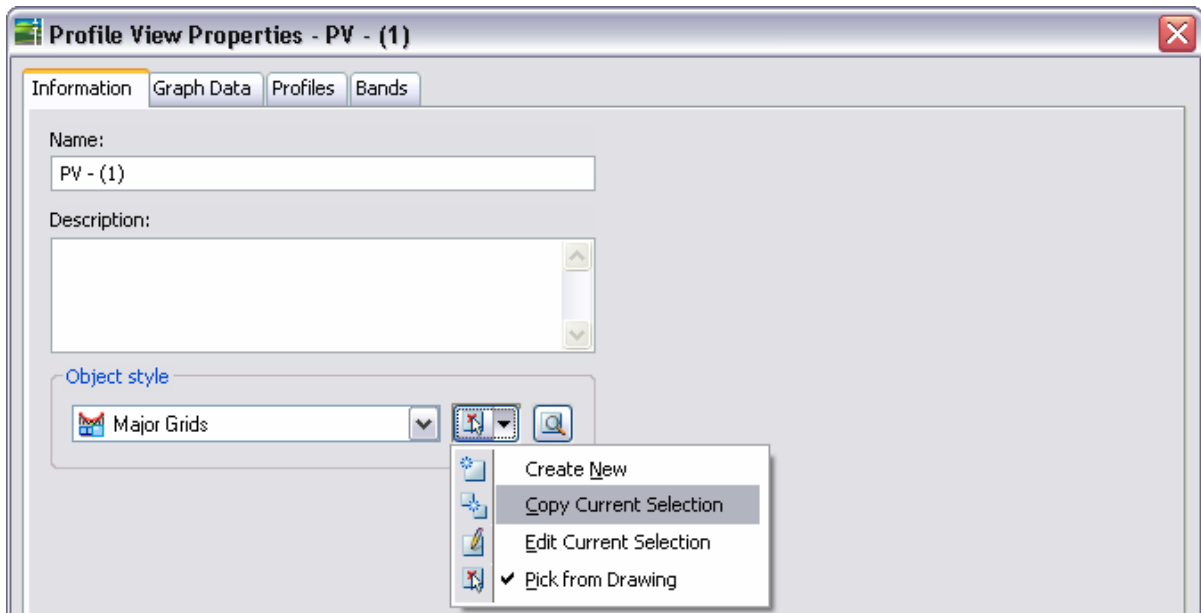 Profile View Properties - PV - (1)
Information Graph Data Profiles Bands
Name:
PV - (1)
Description:
Object style
Major Grids
Create New
Copy Current Selection
Edit Current Selection
Pick from Drawing